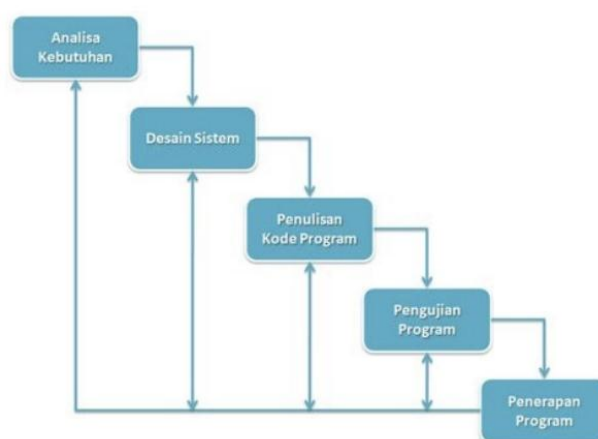 Analisa
Kebutuhan
Desain Sistem
Penulisan
Kode Program
Pengujian
Program
Penerapan
Program